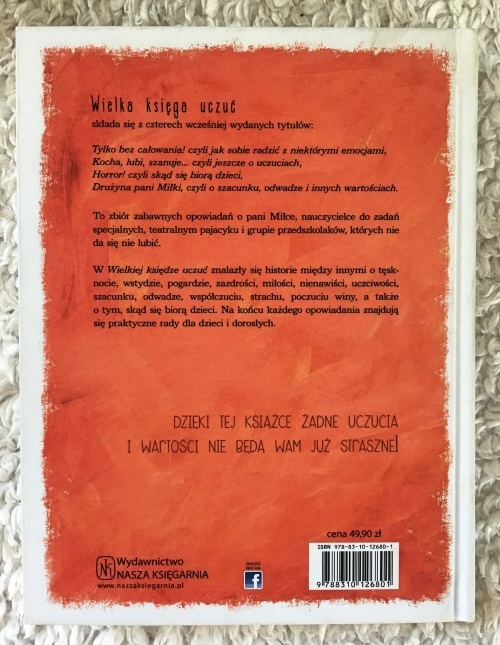 Wielka księga uczuć
składa się z czterech wcześniej wydanych tytułów:
Tylko bez całowania! czyli jak sobie radzić z niektórymi emocjami,
Kocha, lubi, szanuje... czyli jeszcze o uczuciach,
Horror! czyli skąd się biorą dzieci,
Drużyna pani Miłki, czyli o szacunku, odwadze i innych wartościach.
To zbiór zabawnych opowiadań o pani Miłce, nauczycielce do zadań
specjalnych, teatralnym pajacyku i grupie przedszkolaków, których nie
da się nie lubić.
W Wielkiej księdze uczuć znalazły się historie między innymi o tęsk-
nocie, wstydzie, pogardzie, zazdrości, miłości, nienawiści, uczciwości,
szacunku, odwadze, współczuciu, strachu, poczuciu winy, a także
o tym, skąd się biorą dzieci. Na końcu każdego opowiadania znajdują
się praktyczne rady dla dzieci i dorosłych.
DZIĘKI TEJ KSIĄŻCE ŻADNE UCZUCIA
I WARTOŚCI NIE BĘDĄ WAM JUŻ STRASZNE!
cena 49,90 zł
ISBN 978-83-10-12680-1
9 788310 126801
Wydawnictwo
NASZA KSIĘGARNIA
www.naszaksiegarnia.pl